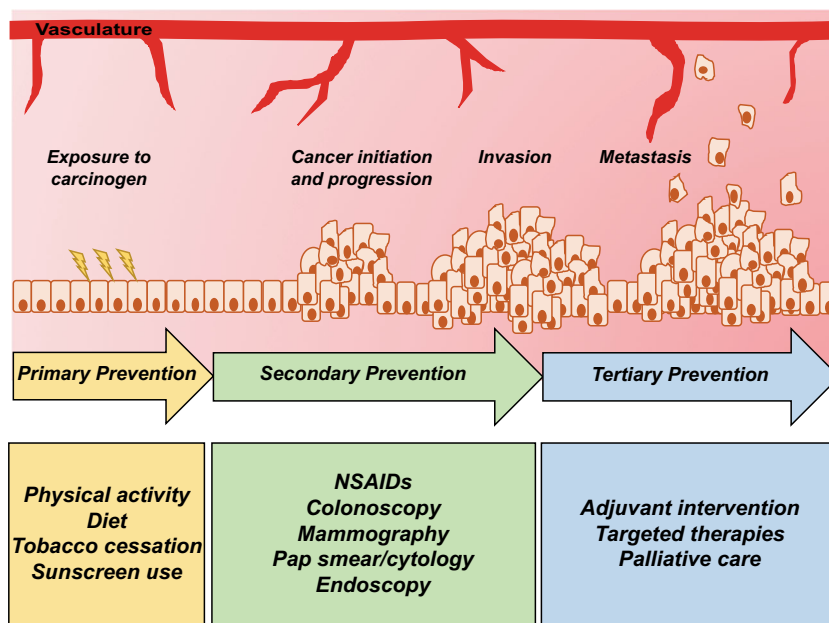 Vasculature
Exposure to
carcinogen
Cancer initiation
and progression
Invasion
Metastasis
Primary Prevention
Secondary Prevention
Tertiary Prevention
Physical activity
Diet
Tobacco cessation
Sunscreen use
NSAIDs
Colonoscopy
Mammography
Pap smear/cytology
Endoscopy
Adjuvant intervention
Targeted therapies
Palliative care